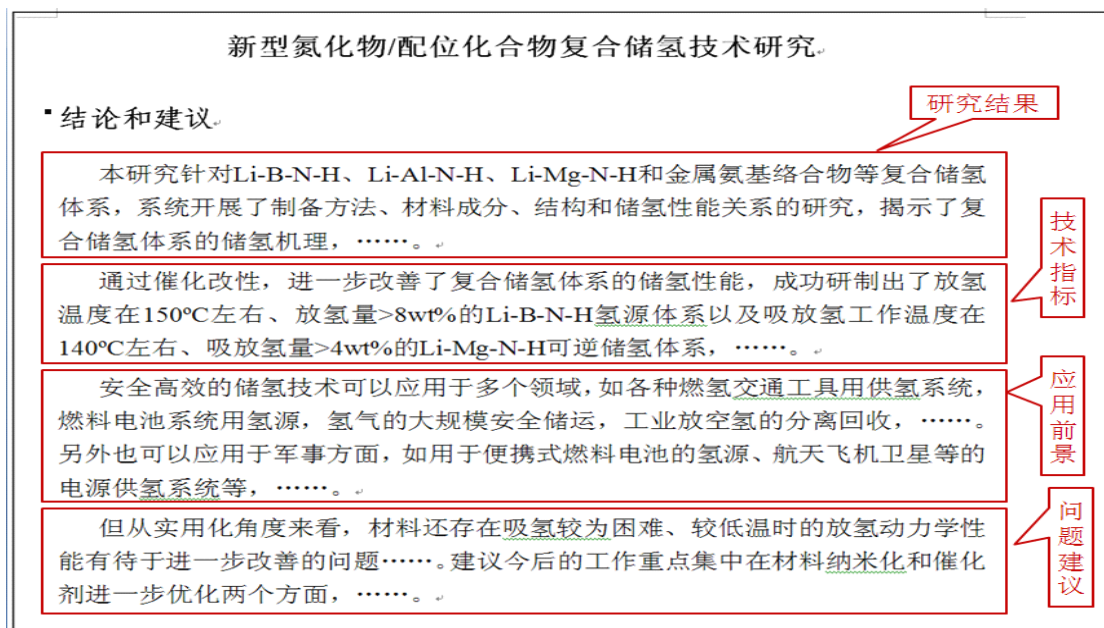 新型氮化物/配位化合物复合储氢技术研究
▪结论和建议
研究结果
本研究针对Li-B-N-H、Li-Al-N-H、Li-Mg-N-H和金属氨基络合物等复合储氢
体系，系统开展了制备方法、材料成分、结构和储氢性能关系的研究，揭示了复
合储氢体系的储氢机理，……。
技术指标
通过催化改性，进一步改善了复合储氢体系的储氢性能，成功研制出了放氢
温度在150ºC左右、放氢量>8wt%的Li-B-N-H氢源体系以及吸放氢工作温度在
140ºC左右、吸放氢量>4wt%的Li-Mg-N-H可逆储氢体系，……。
应用前景
安全高效的储氢技术可以应用于多个领域，如各种燃氢交通工具用供氢系统，
燃料电池系统用氢源，氢气的大规模安全储运，工业放空氢的分离回收，……。
另外也可以应用于军事方面，如用于便携式燃料电池的氢源、航天飞机卫星等的
电源供氢系统等，……。
问题建议
但从实用化角度来看，材料还存在吸氢较为困难、较低温时的放氢动力学性
能有待于进一步改善的问题……。建议今后的工作重点集中在材料纳米化和催化
剂进一步优化两个方面，……。